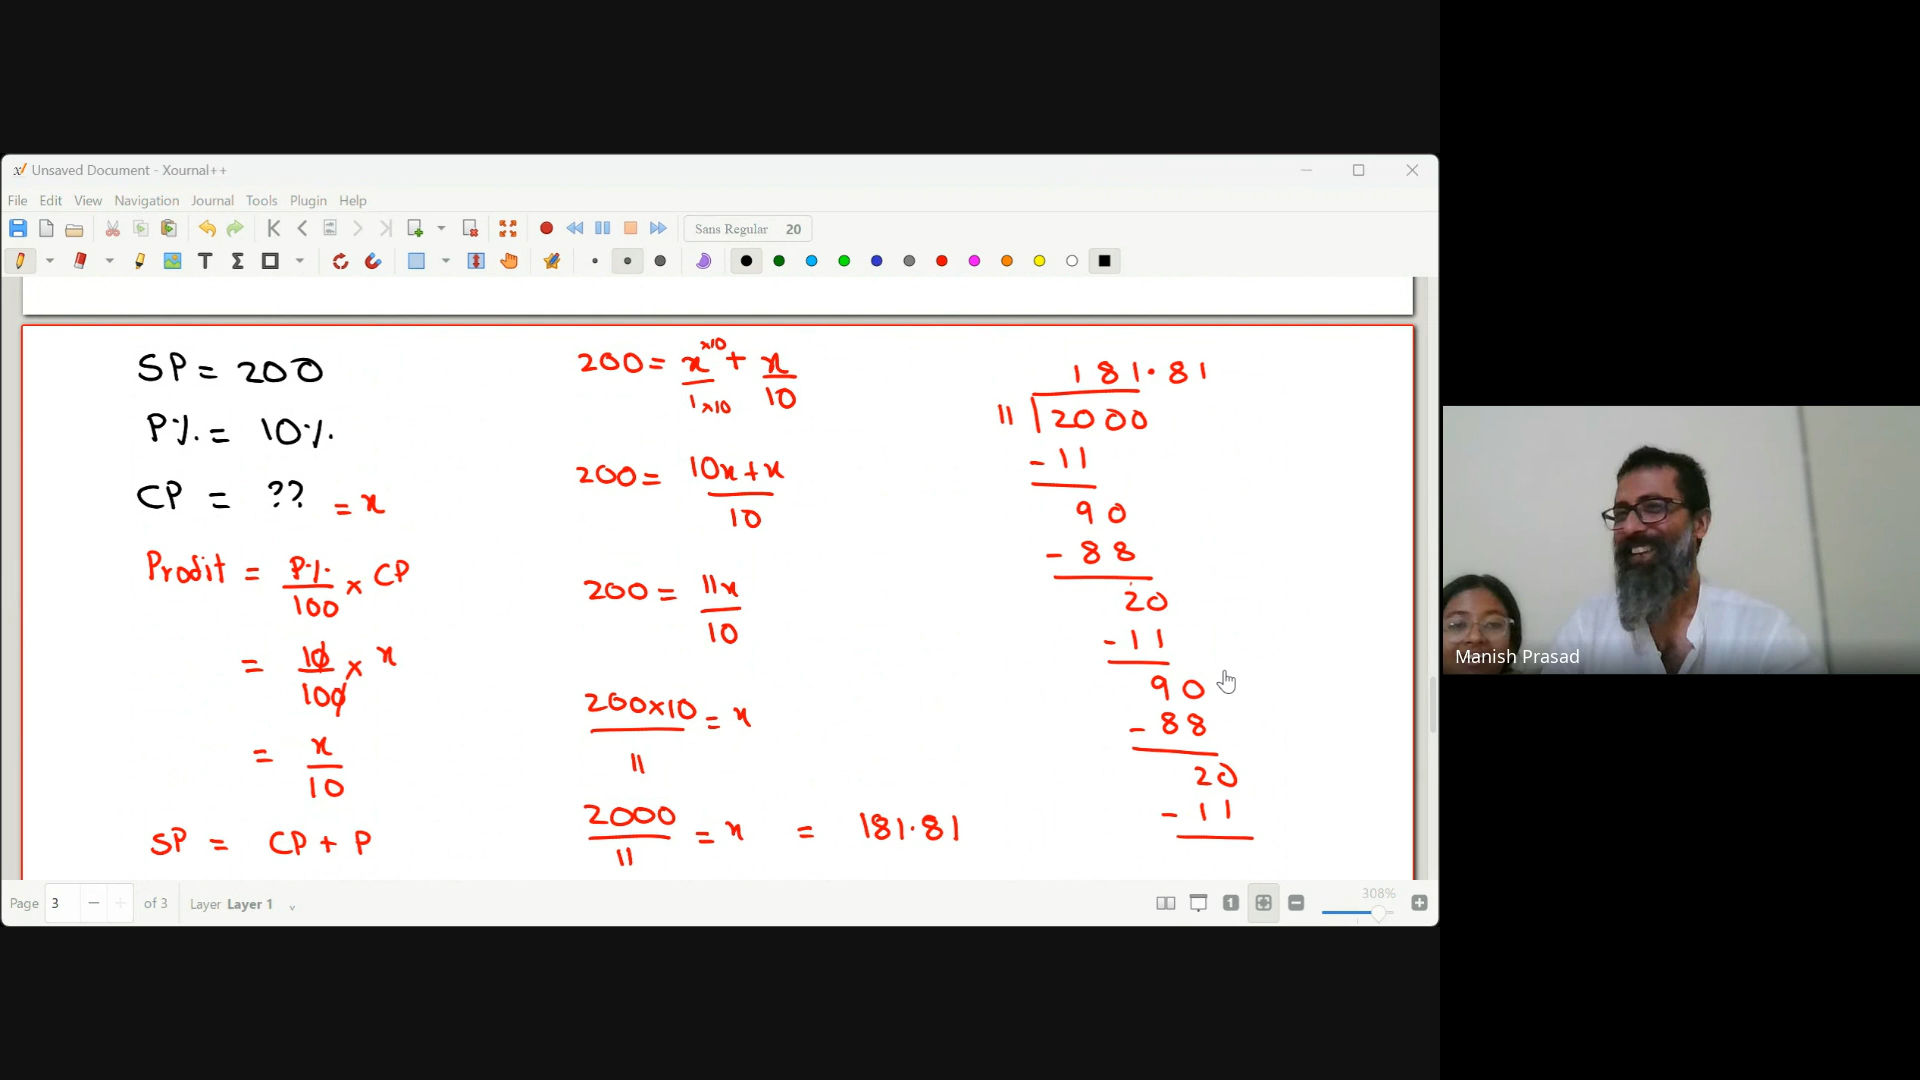 Unsaved Document - Xournal++
File Edit View Navigation Journal Tools Plugin Help
Sans Regular 20
SP = 200
P%. = 10%.
CP = ?? = x
Profit = P%. / 100 × CP
= 10 / 100 × x
= x / 10
SP = CP + P
200 = x ×10 / 1 ×10 + x / 10
200 = 10x + x / 10
200 = 11x / 10
200×10 / 11 = x
2000 / 11 = x = 181.81
181.81
11 2000
- 11
90
- 88
20
- 11
90
- 88
20
- 11
Manish Prasad
Page 3 of 3 Layer Layer 1
308%